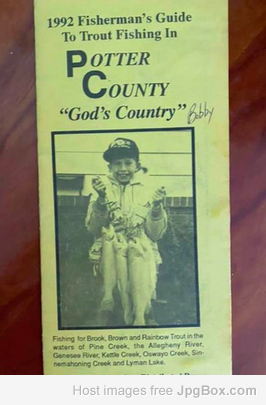 1992 Fisherman's Guide
To Trout Fishing In
POTTER
COUNTY
"God's Country" Bobby
Fishing for Brook, Brown and Rainbow Trout in the
waters of Pine Creek, the Allegheny River,
Genesee River, Kettle Creek, Oswayo Creek, Sin-
nemahoning Creek and Lyman Lake.
Host images free JpgBox.com